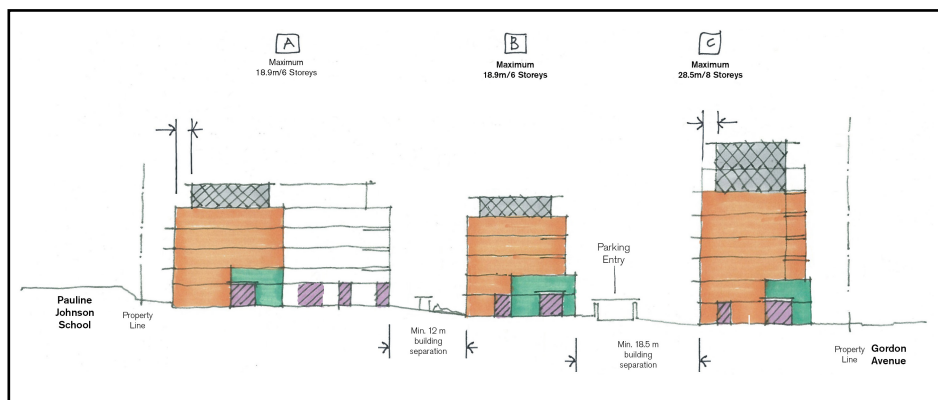 A
Maximum
18.9m/6 Storeys
B
Maximum
18.9m/6 Storeys
C
Maximum
28.5m/8 Storeys
Parking
Entry
Pauline
Johnson
School
Property
Line
Min. 12 m
building
separation
Min. 18.5 m
building
separation
Property
Line
Gordon
Avenue